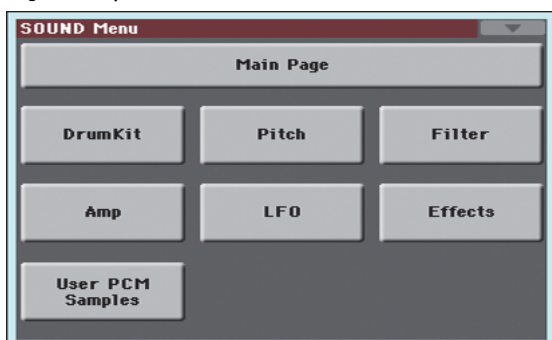 SOUND Menu
Main Page
DrumKit
Pitch
Filter
Amp
LFO
Effects
User PCM
Samples